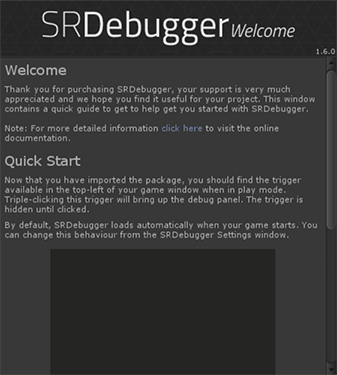 SRDebugger Welcome
1.6.0
Welcome
Thank you for purchasing SRDebugger, your support is very much
appreciated and we hope you find it useful for your project. This window
contains a quick guide to get to help get you started with SRDebugger.
Note: For more detailed information click here to visit the online
documentation.
Quick Start
Now that you have imported the package, you should find the trigger
available in the top-left of your game window when in play mode.
Triple-clicking this trigger will bring up the debug panel. The trigger is
hidden until clicked.
By default, SRDebugger loads automatically when your game starts. You
can change this behaviour from the SRDebugger Settings window.